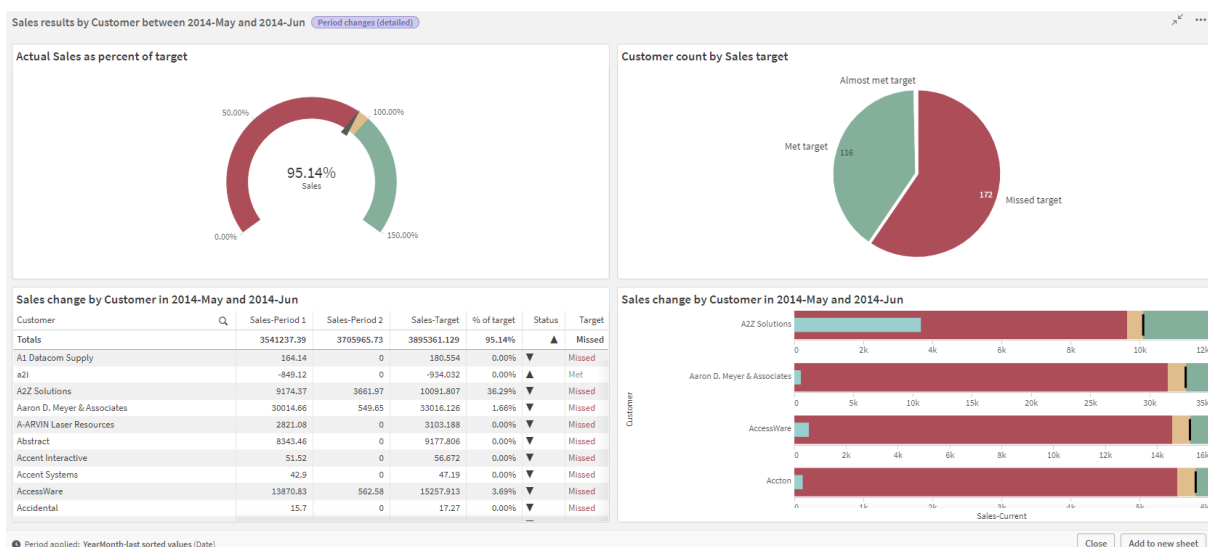 Sales results by Customer between 2014-May and 2014-Jun Period changes (detailed)
Actual Sales as percent of target
50.00% 100.00%
95.14%
Sales
0.00% 150.00%
Customer count by Sales target
Almost met target
Met target 116
172 Missed target
Sales change by Customer in 2014-May and 2014-Jun
Customer Sales-Period 1 Sales-Period 2 Sales-Target % of target Status Target
Totals 3541237.39 3705965.73 3895361.129 95.14% ▲ Missed
A1 Datacom Supply 164.14 0 180.554 0.00% ▼ Missed
a2i -849.12 0 -934.032 0.00% ▲ Met
A2Z Solutions 9174.37 3661.97 10091.807 36.29% ▼ Missed
Aaron D. Meyer & Associates 30014.66 549.65 33016.126 1.66% ▼ Missed
A-ARVIN Laser Resources 2821.08 0 3103.188 0.00% ▼ Missed
Abstract 8343.46 0 9177.806 0.00% ▼ Missed
Accent Interactive 51.52 0 56.672 0.00% ▼ Missed
Accent Systems 42.9 0 47.19 0.00% ▼ Missed
AccessWare 13870.83 562.58 15257.913 3.69% ▼ Missed
Accidental 15.7 0 17.27 0.00% ▼ Missed
Sales change by Customer in 2014-May and 2014-Jun
Customer
A2Z Solutions
0 2k 4k 6k 8k 10k 12k
Aaron D. Meyer & Associates
0 5k 10k 15k 20k 25k 30k 35k
AccessWare
0 2k 4k 6k 8k 10k 12k 14k 16k
Accton
0 1k 2k 3k 4k 5k 6k
Sales-Current
Period applied: YearMonth-last sorted values (Date)
Close Add to new sheet